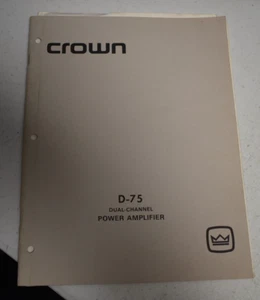 crown
D-75
DUAL-CHANNEL
POWER AMPLIFIER